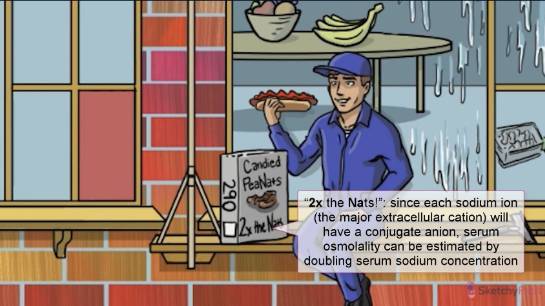 Candied
PeaNats
290
2x the Nats
"2x the Nats!": since each sodium ion
(the major extracellular cation) will
have a conjugate anion, serum
osmolality can be estimated by
doubling serum sodium concentration
Sketchy